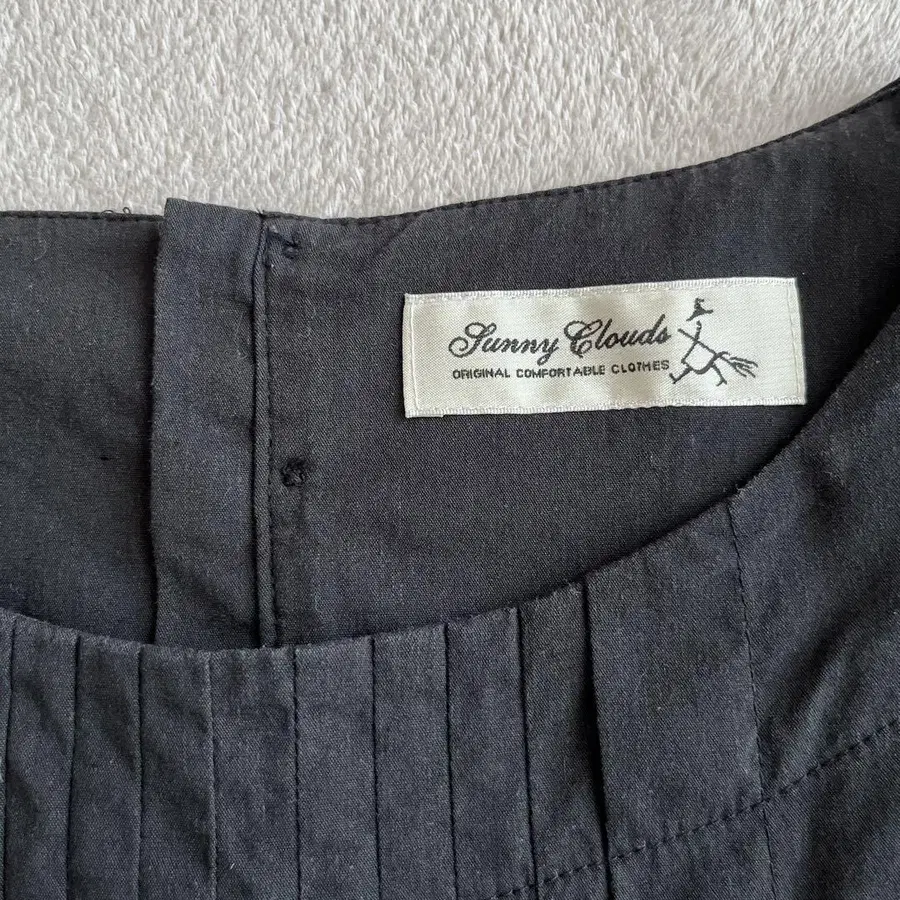 Sunny Clouds
ORIGINAL COMFORTABLE CLOTHES